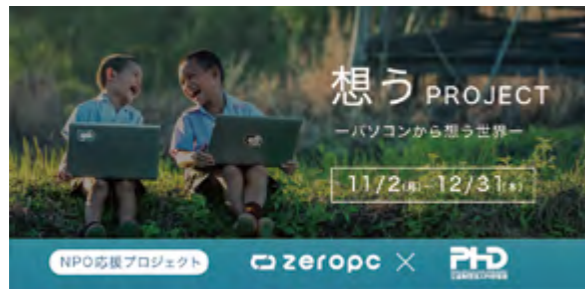 想う PROJECT
ーパソコンから想う世界ー
11/2(月)-12/31(木)
NPO応援プロジェクト
zeropc × PHD